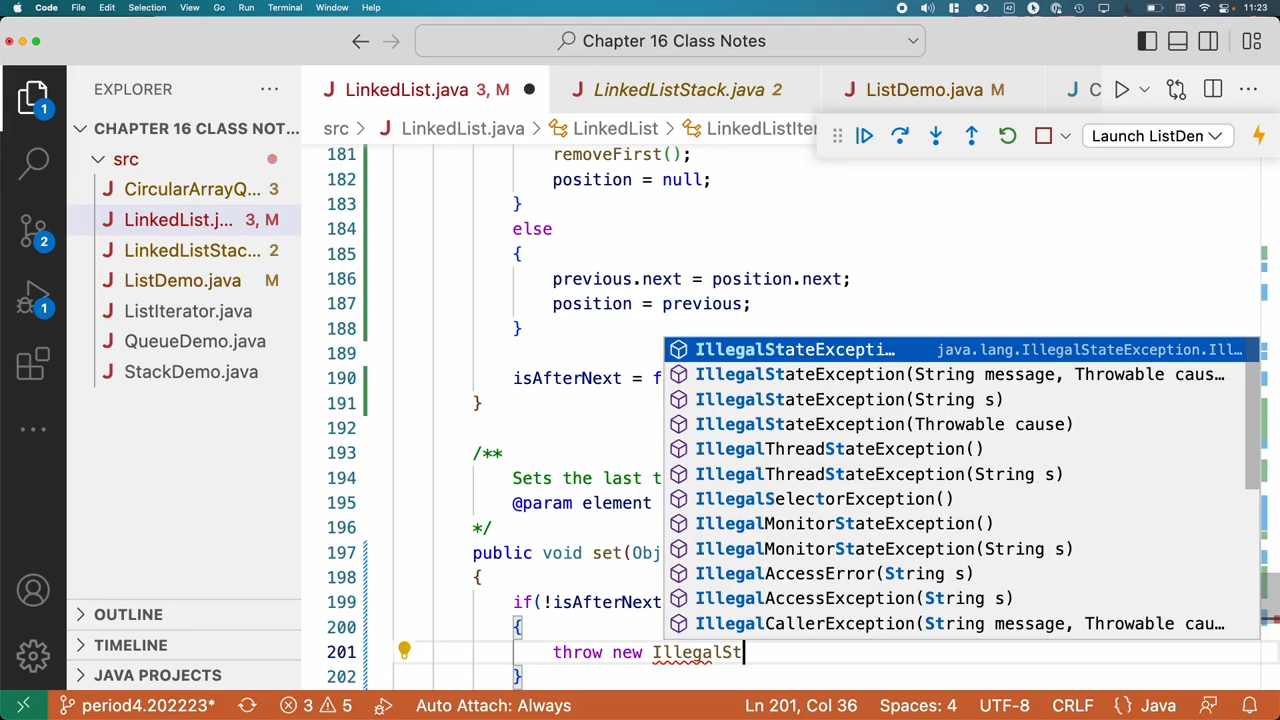 Code File Edit Selection View Go Run Terminal Window Help 11:23
Chapter 16 Class Notes
EXPLORER
LinkedList.java 3, M
LinkedListStack.java 2
ListDemo.java M
C
src > LinkedList.java > LinkedList > LinkedListIter
Launch ListDen
CHAPTER 16 CLASS NOT...
src
CircularArrayQ... 3
LinkedList.j... 3, M
LinkedListStac... 2
ListDemo.java M
ListIterator.java
QueueDemo.java
StackDemo.java
OUTLINE
TIMELINE
JAVA PROJECTS
1
2
1
181 removeFirst();
182 position = null;
183 }
184 else
185 {
186 previous.next = position.next;
187 position = previous;
188 }
189
190 isAfterNext = f
191 }
192
193 /**
194 Sets the last t
195 @param element
196 */
197 public void set(Obj
198 {
199 if(!isAfterNext
200 {
201 throw new IllegalSt
202 }
IllegalStateExcepti... java.lang.IllegalStateException.Ill...
IllegalStateException(String message, Throwable caus...
IllegalStateException(String s)
IllegalStateException(Throwable cause)
IllegalThreadStateException()
IllegalThreadStateException(String s)
IllegalSelectorException()
IllegalMonitorStateException()
IllegalMonitorStateException(String s)
IllegalAccessError(String s)
IllegalAccessException(String s)
IllegalCallerException(String message, Throwable cau...
period4.202223* 3 5 Auto Attach: Always Ln 201, Col 36 Spaces: 4 UTF-8 CRLF {} Java